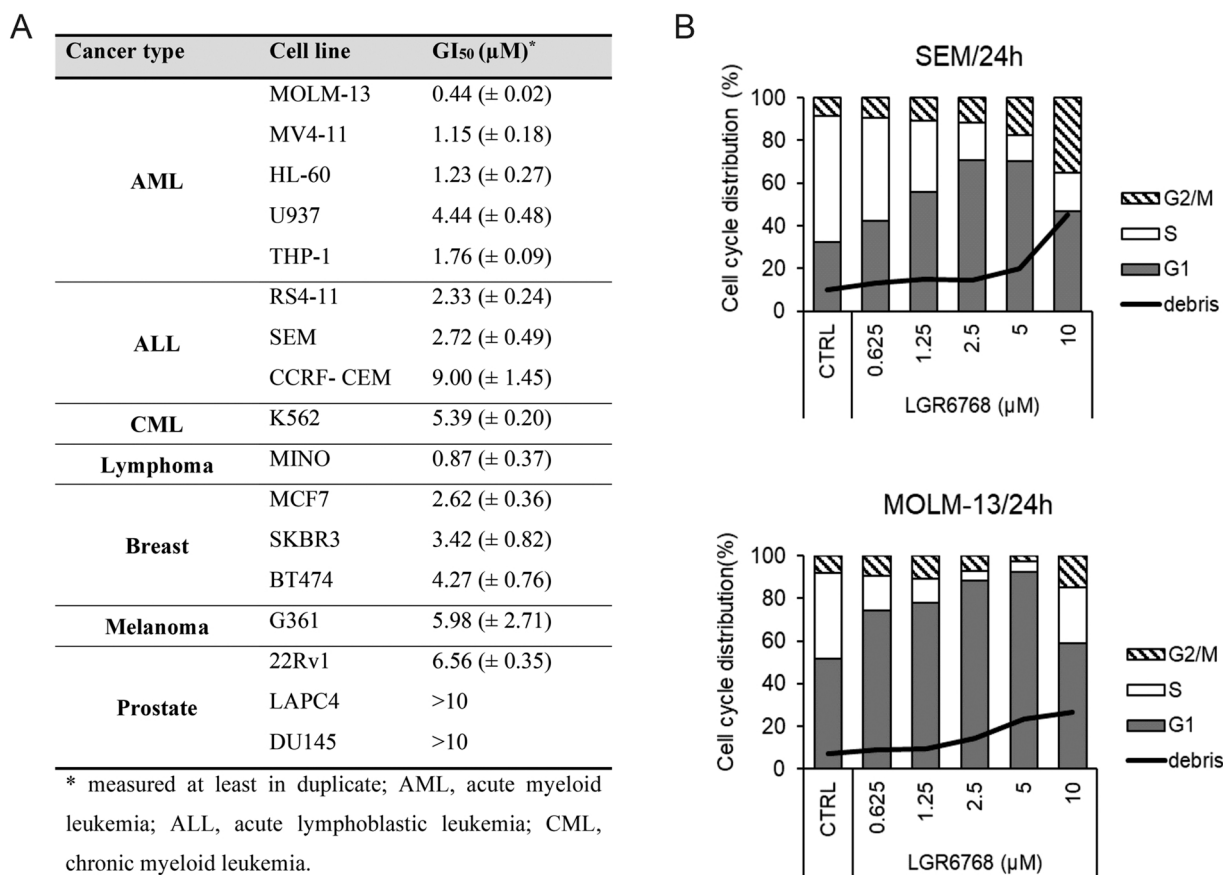 A
Cancer type Cell line GI₅₀ (µM)*
AML
MOLM-13 0.44 (± 0.02)
MV4-11 1.15 (± 0.18)
HL-60 1.23 (± 0.27)
U937 4.44 (± 0.48)
THP-1 1.76 (± 0.09)
ALL
RS4-11 2.33 (± 0.24)
SEM 2.72 (± 0.49)
CCRF- CEM 9.00 (± 1.45)
CML K562 5.39 (± 0.20)
Lymphoma MINO 0.87 (± 0.37)
Breast
MCF7 2.62 (± 0.36)
SKBR3 3.42 (± 0.82)
BT474 4.27 (± 0.76)
Melanoma G361 5.98 (± 2.71)
Prostate
22Rv1 6.56 (± 0.35)
LAPC4 >10
DU145 >10
* measured at least in duplicate; AML, acute myeloid
leukemia; ALL, acute lymphoblastic leukemia; CML,
chronic myeloid leukemia.
B
SEM/24h
Cell cycle distribution (%)
100
80
60
40
20
0
CTRL 0.625 1.25 2.5 5 10
LGR6768 (µM)
G2/M
S
G1
debris
MOLM-13/24h
Cell cycle distribution(%)
100
80
60
40
20
0
CTRL 0.625 1.25 2.5 5 10
LGR6768 (µM)
G2/M
S
G1
debris